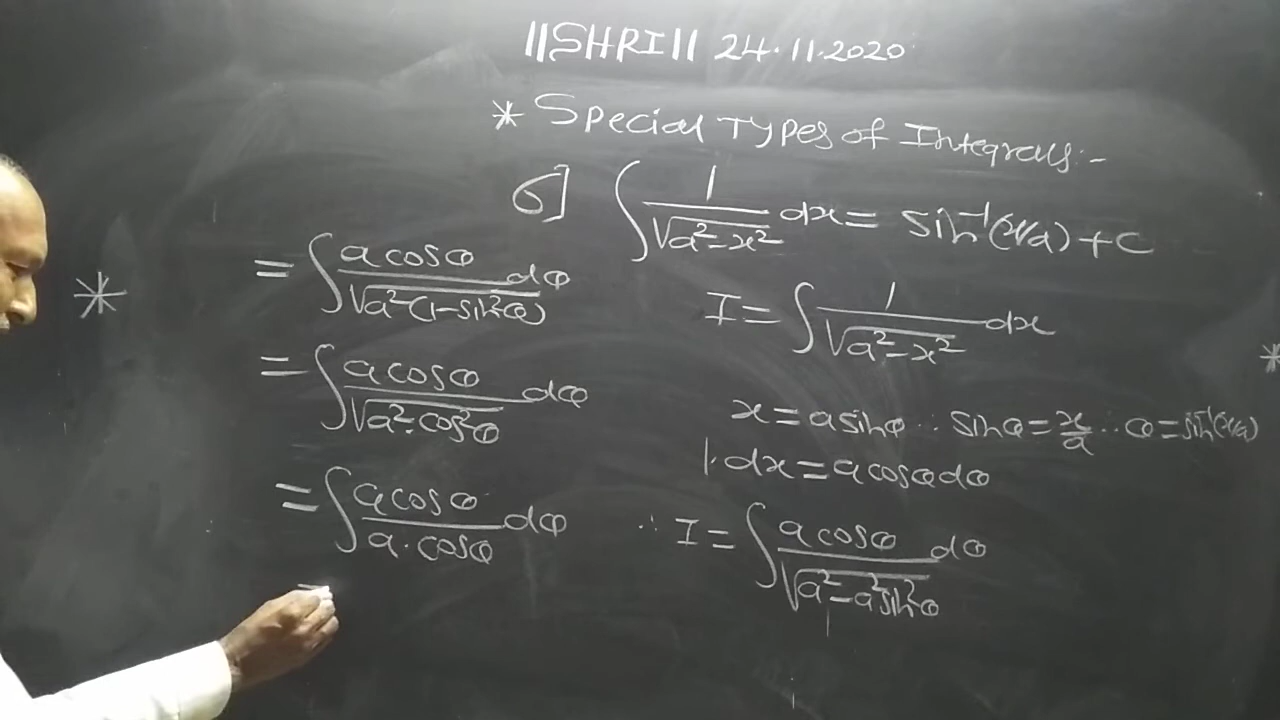 ||SHRI|| 24.11.2020
* Special Types of Integrals:-
6] ∫ 1/√(a²-x²) dx = sin⁻¹(x/a) + c
I = ∫ 1/√(a²-x²) dx
x = a sinθ ∴ sinθ = x/a ∴ θ = sin⁻¹(x/a)
1·dx = a cosθ dθ
∴ I = ∫ a cosθ/√(a²-a²sin²θ) dθ
* = ∫ a cosθ/√(a²(1-sin²θ)) dθ
= ∫ a cosθ/√(a²·cos²θ) dθ
= ∫ a cosθ/(a·cosθ) dθ
=
*